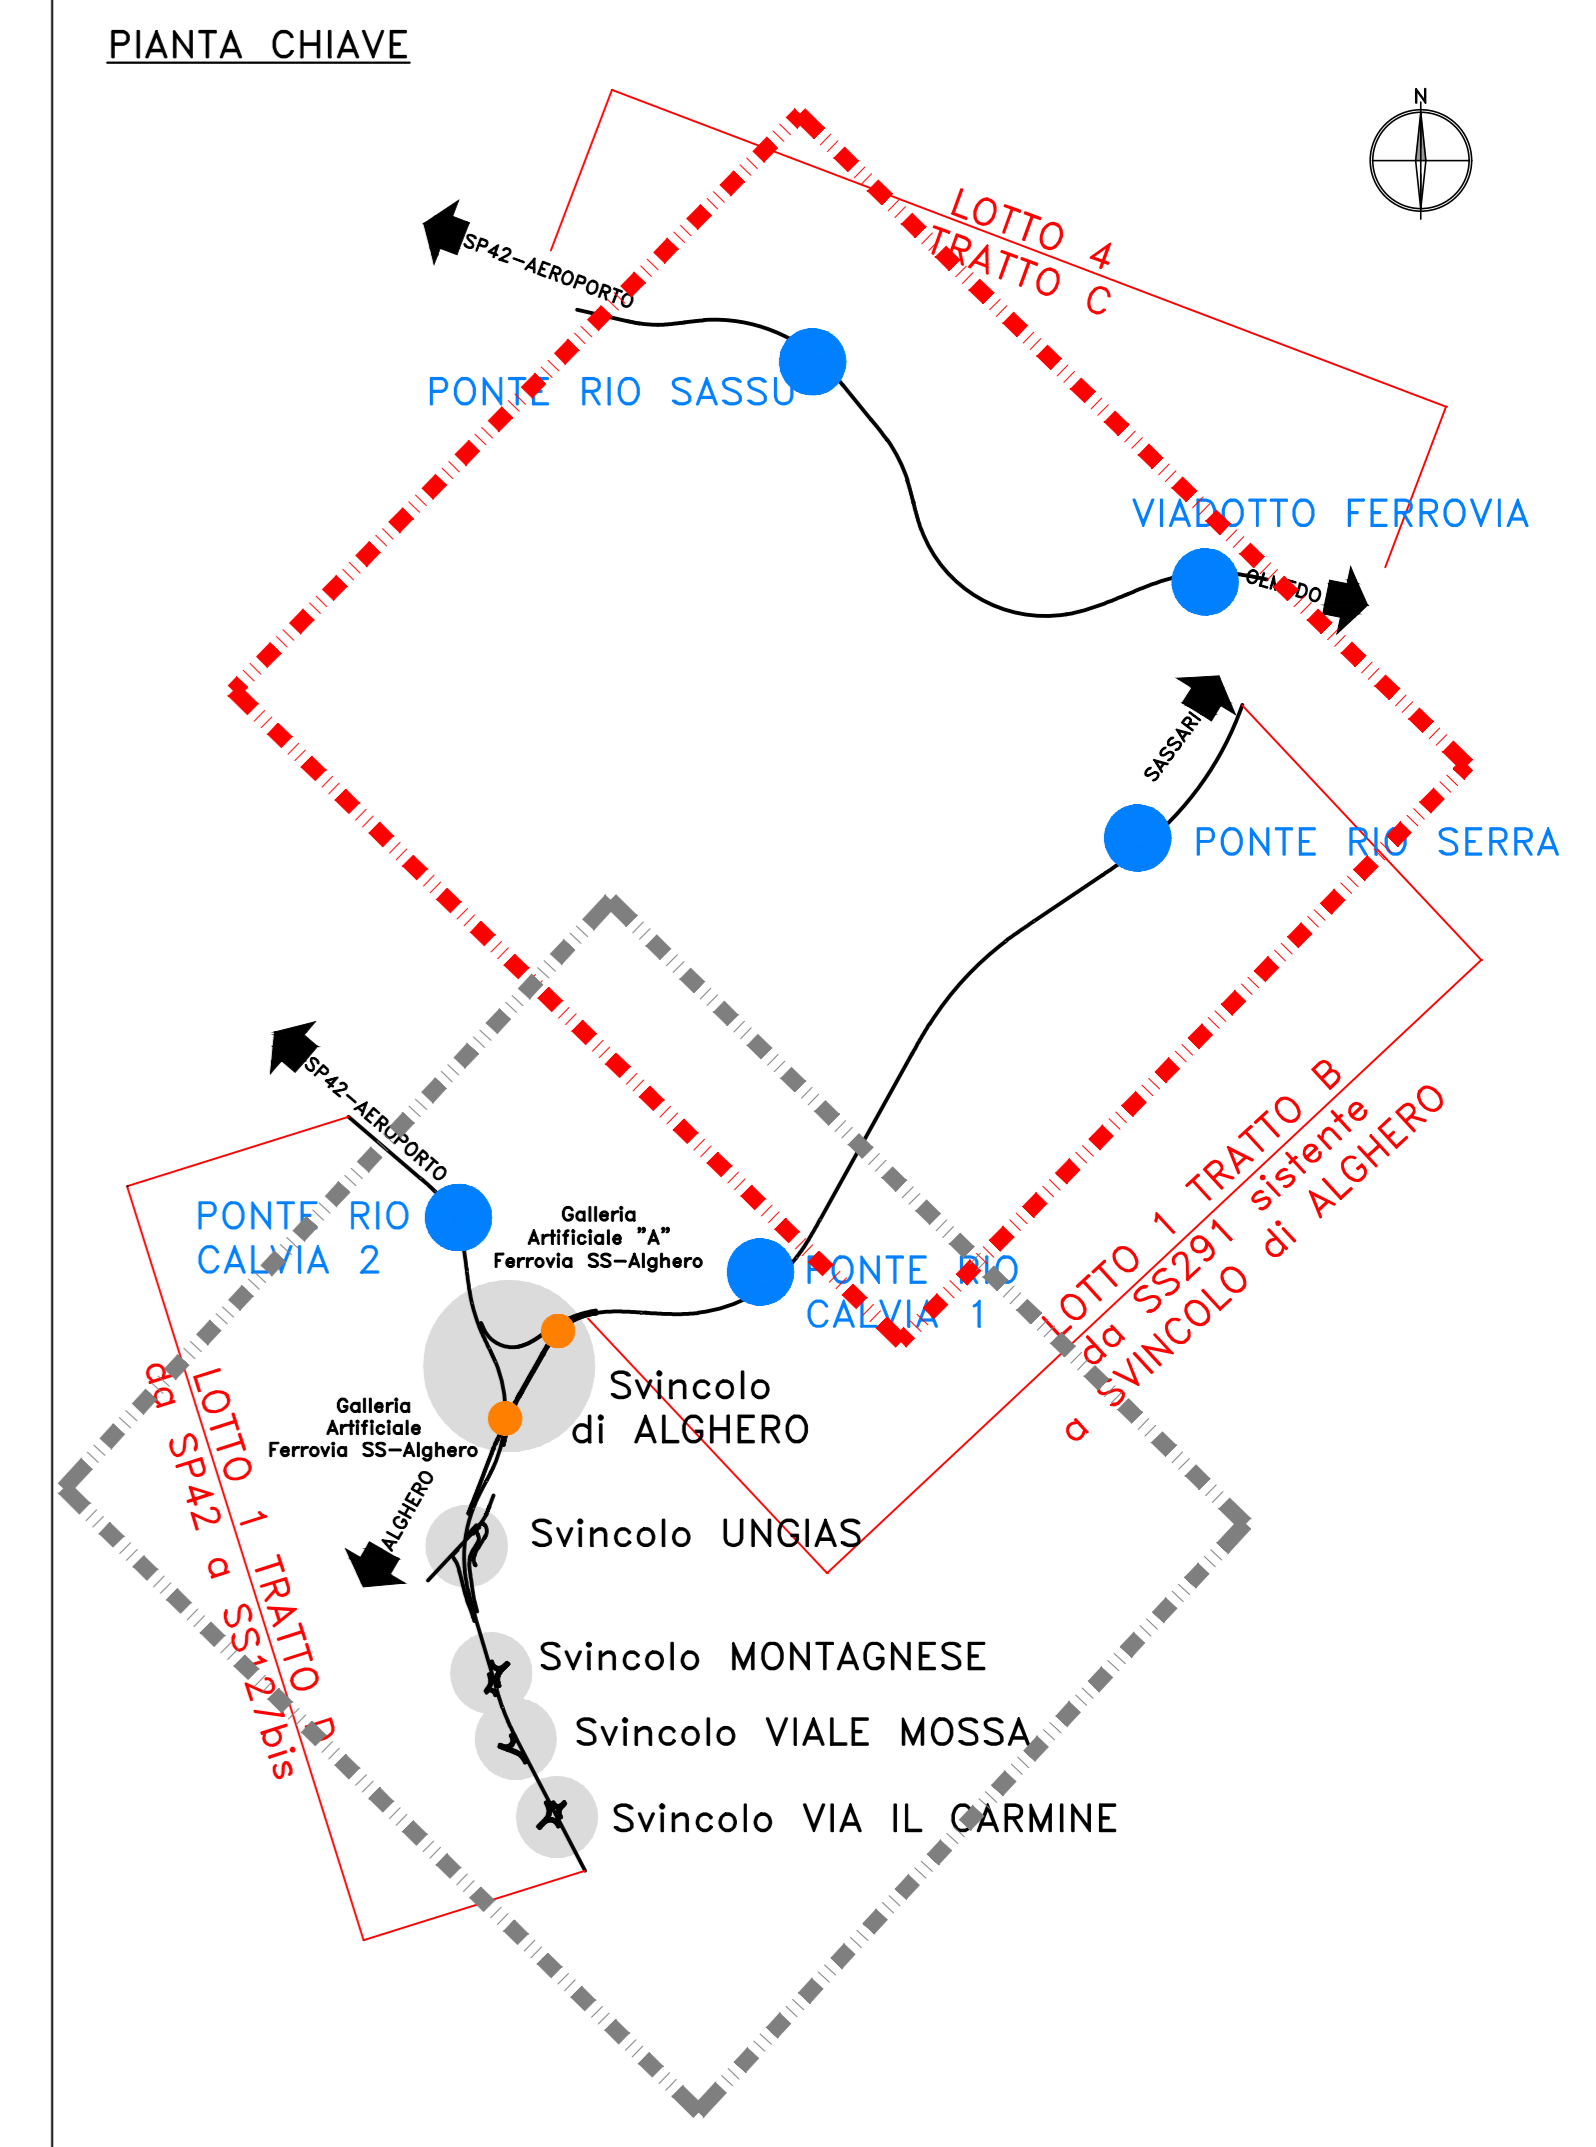 PIANTA CHIAVE
N
LOTTO 4
TRATTO C
SP42-AEROPORTO
PONTE RIO SASSU
VIADOTTO FERROVIA
OLMEDO
SASSARI
PONTE RIO SERRA
SP42-AEROPORTO
PONTE RIO
CALVIA 2
Galleria
Artificiale "A"
Ferrovia SS-Alghero
PONTE RIO
CALVIA 1
LOTTO 1 TRATTO B
da SS291 sistente
a SVINCOLO di ALGHERO
Svincolo
di ALGHERO
Galleria
Artificiale
Ferrovia SS-Alghero
LOTTO 1 TRATTO D
da SP42 a SS127bis
ALGHERO
Svincolo UNGIAS
Svincolo MONTAGNESE
Svincolo VIALE MOSSA
Svincolo VIA IL CARMINE